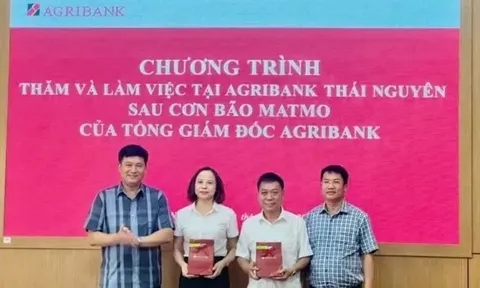 AGRIBANK
CHƯƠNG TRÌNH
THĂM VÀ LÀM VIỆC TẠI AGRIBANK THÁI NGUYÊN
SAU CƠN BÃO MATMO
CỦA TỔNG GIÁM ĐỐC AGRIBANK